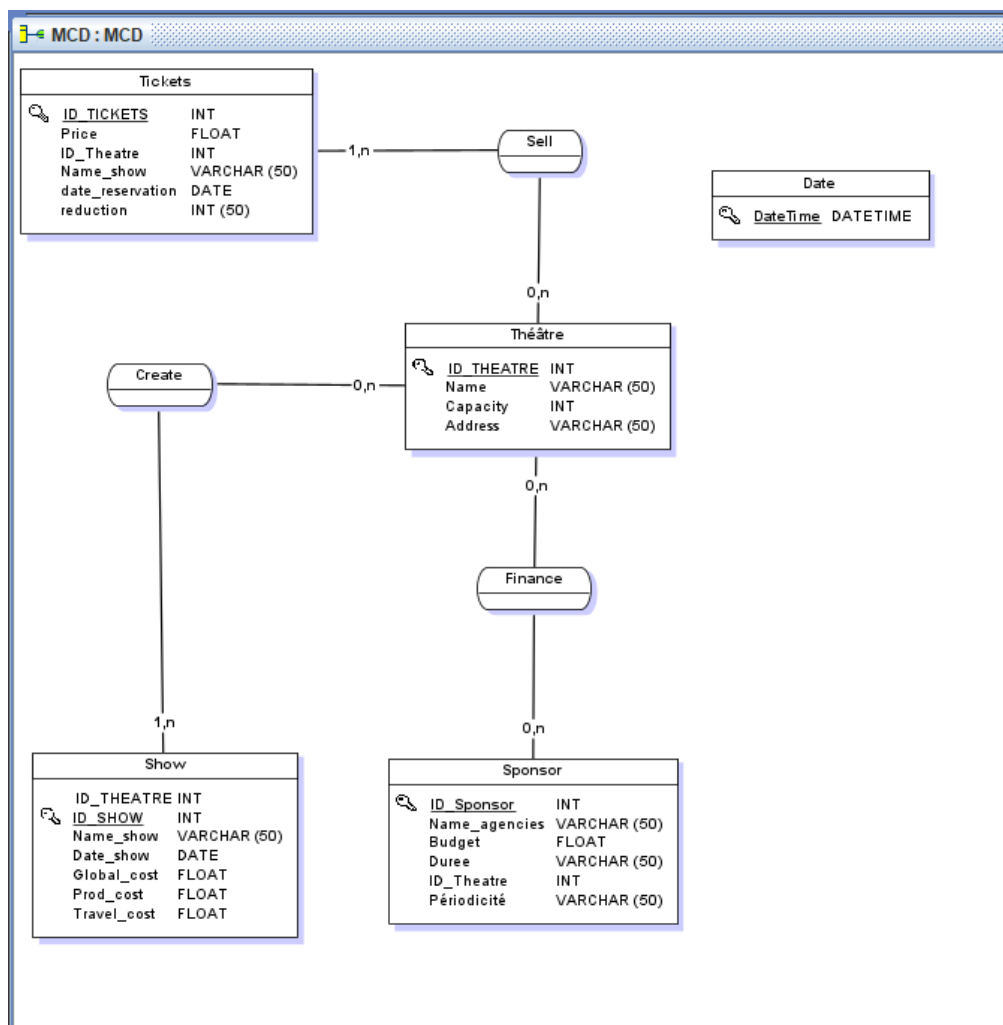 MCD : MCD
Tickets
ID_TICKETS INT
Price FLOAT
ID_Theatre INT
Name_show VARCHAR (50)
date_reservation DATE
reduction INT (50)
1,n
Sell
Date
DateTime DATETIME
0,n
Théâtre
ID_THEATRE INT
Name VARCHAR (50)
Capacity INT
Address VARCHAR (50)
Create
0,n
0,n
Finance
1,n
0,n
Show
ID_THEATRE INT
ID_SHOW INT
Name_show VARCHAR (50)
Date_show DATE
Global_cost FLOAT
Prod_cost FLOAT
Travel_cost FLOAT
Sponsor
ID_Sponsor INT
Name_agencies VARCHAR (50)
Budget FLOAT
Duree VARCHAR (50)
ID_Theatre INT
Périodicité VARCHAR (50)